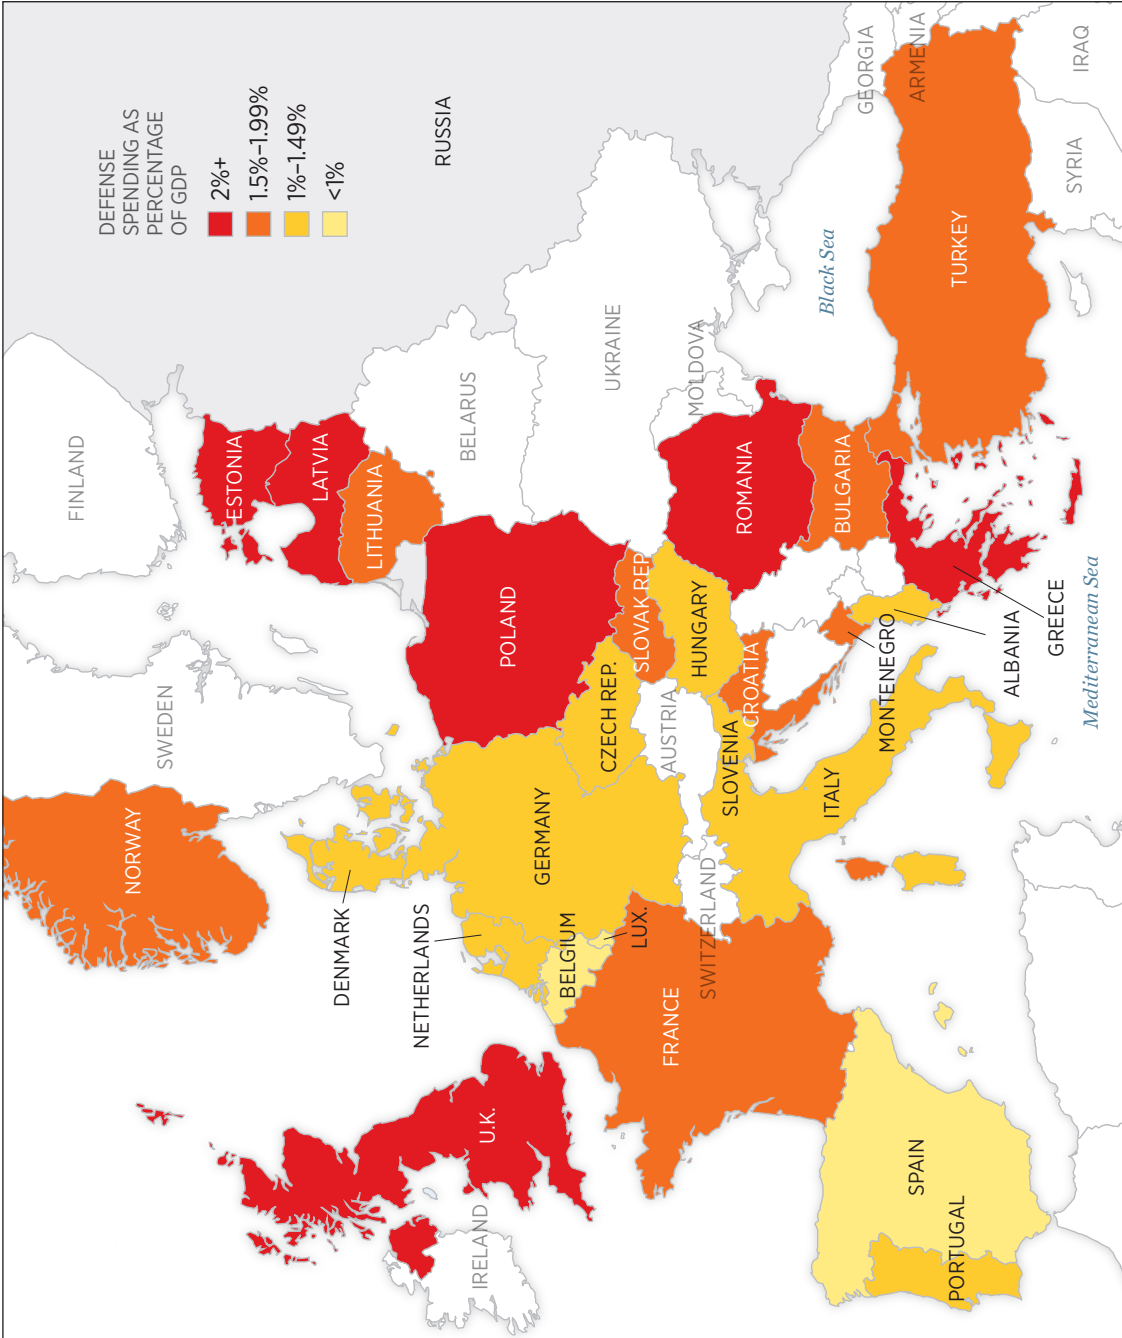 DEFENSE
SPENDING AS
PERCENTAGE
OF GDP
2%+
1.5%–1.99%
1%–1.49%
<1%
RUSSIA
FINLAND
SWEDEN
NORWAY
ESTONIA
LATVIA
LITHUANIA
BELARUS
UKRAINE
MOLDOVA
POLAND
DENMARK
NETHERLANDS
GERMANY
BELGIUM
LUX.
CZECH REP.
SLOVAK REP.
AUSTRIA
HUNGARY
SLOVENIA
CROATIA
ROMANIA
BULGARIA
MONTENEGRO
ALBANIA
GREECE
ITALY
SWITZERLAND
FRANCE
U.K.
IRELAND
SPAIN
PORTUGAL
Black Sea
Mediterranean Sea
TURKEY
GEORGIA
ARMENIA
SYRIA
IRAQ